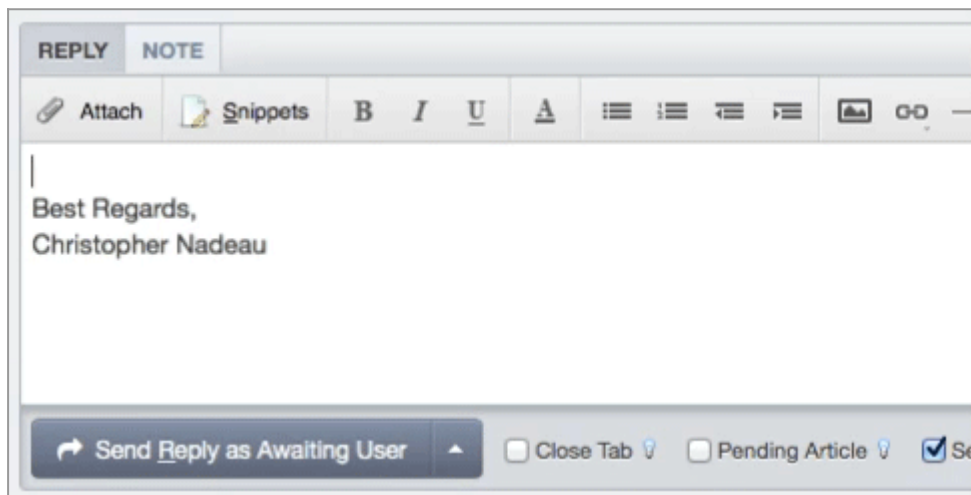 REPLY NOTE
Attach Snippets B I U A
Best Regards,
Christopher Nadeau
Send Reply as Awaiting User Close Tab Pending Article